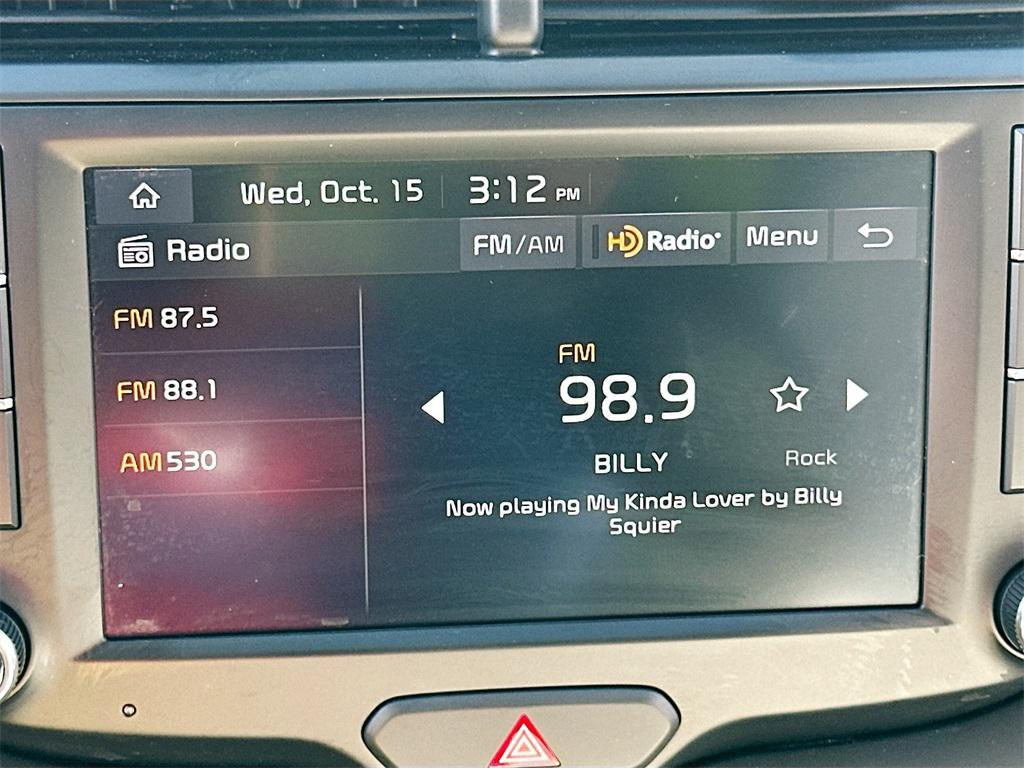 Wed, Oct. 15 3:12 PM
Radio FM/AM HD Radio Menu
FM 87.5
FM 88.1
AM 530
FM
98.9
BILLY Rock
Now playing My Kinda Lover by Billy
Squier